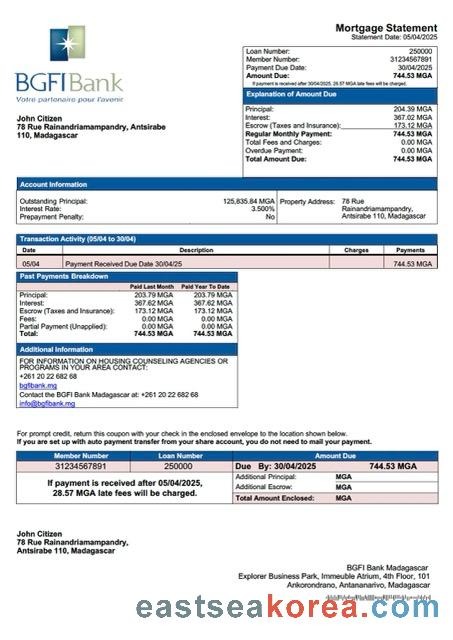 Mortgage Statement
Statement Date: 05/04/2025
BGFIBank
Votre partenaire pour l'avenir
Loan Number: 250000
Member Number: 31234567891
Payment Due Date: 30/04/2025
Amount Due: 744.53 MGA
If payment is received after 30/04/2025, 28.57 MGA late fees will be charged.
Explanation of Amount Due
Principal: 204.39 MGA
Interest: 367.02 MGA
Escrow (Taxes and Insurance): 173.12 MGA
Regular Monthly Payment: 744.53 MGA
Total Fees and Charges: 0.00 MGA
Overdue Payment: 0.00 MGA
Total Amount Due: 744.53 MGA
John Citizen
78 Rue Rainandriamampandry, Antsirabe
110, Madagascar
Account Information
Outstanding Principal: 125,835.84 MGA
Interest Rate: 3.500%
Prepayment Penalty: No
Property Address: 78 Rue
Rainandriamampandry,
Antsirabe 110, Madagascar
Transaction Activity (05/04 to 30/04)
Date Description Charges Payments
05/04 Payment Received Due Date 30/04/25 744.53 MGA
Past Payments Breakdown
Paid Last Month Paid Year To Date
Principal: 203.79 MGA 203.79 MGA
Interest: 367.62 MGA 367.62 MGA
Escrow (Taxes and Insurance): 173.12 MGA 173.12 MGA
Fees: 0.00 MGA 0.00 MGA
Partial Payment (Unapplied): 0.00 MGA 0.00 MGA
Total: 744.53 MGA 744.53 MGA
Additional Information
FOR INFORMATION ON HOUSING COUNSELING AGENCIES OR
PROGRAMS IN YOUR AREA CONTACT:
+261 20 22 682 68
bgfibank.mg
Contact the BGFI Bank Madagascar at: +261 20 22 682 68
info@bgfibank.mg
For prompt credit, return this coupon with your check in the enclosed envelope to the location shown below.
If you are set up with auto payment transfer from your share account, you do not need to mail your payment.
Member Number Loan Number Amount Due
31234567891 250000 Due By: 30/04/2025 744.53 MGA
If payment is received after 05/04/2025,
28.57 MGA late fees will be charged.
Additional Principal: MGA
Additional Escrow: MGA
Total Amount Enclosed: MGA
John Citizen
78 Rue Rainandriamampandry,
Antsirabe 110, Madagascar
BGFI Bank Madagascar
Explorer Business Park, Immeuble Atrium, 4th Floor, 101
Ankorondrano, Antananarivo, Madagascar
eastseakorea.com